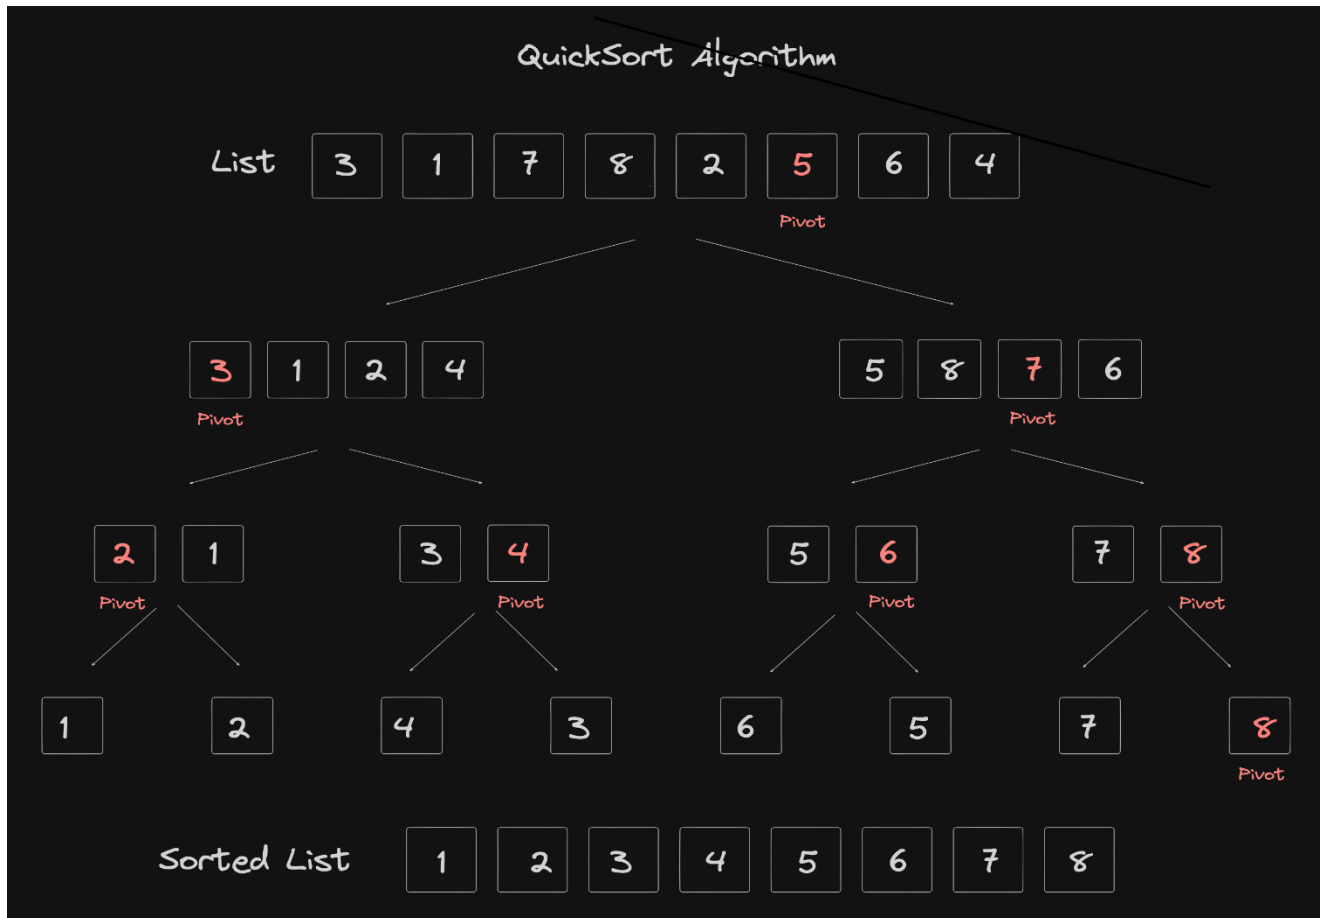 QuickSort Algorithm
List 3 1 7 8 2 5 6 4
Pivot
3 1 2 4 5 8 7 6
Pivot Pivot
2 1 3 4 5 6 7 8
Pivot Pivot Pivot Pivot
1 2 4 3 6 5 7 8
Pivot
Sorted List 1 2 3 4 5 6 7 8